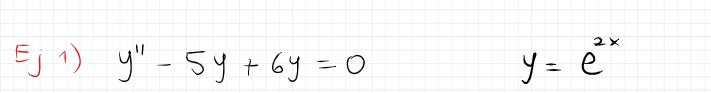 Ej 1) y'' - 5y + 6y = 0 y = e^{2x}